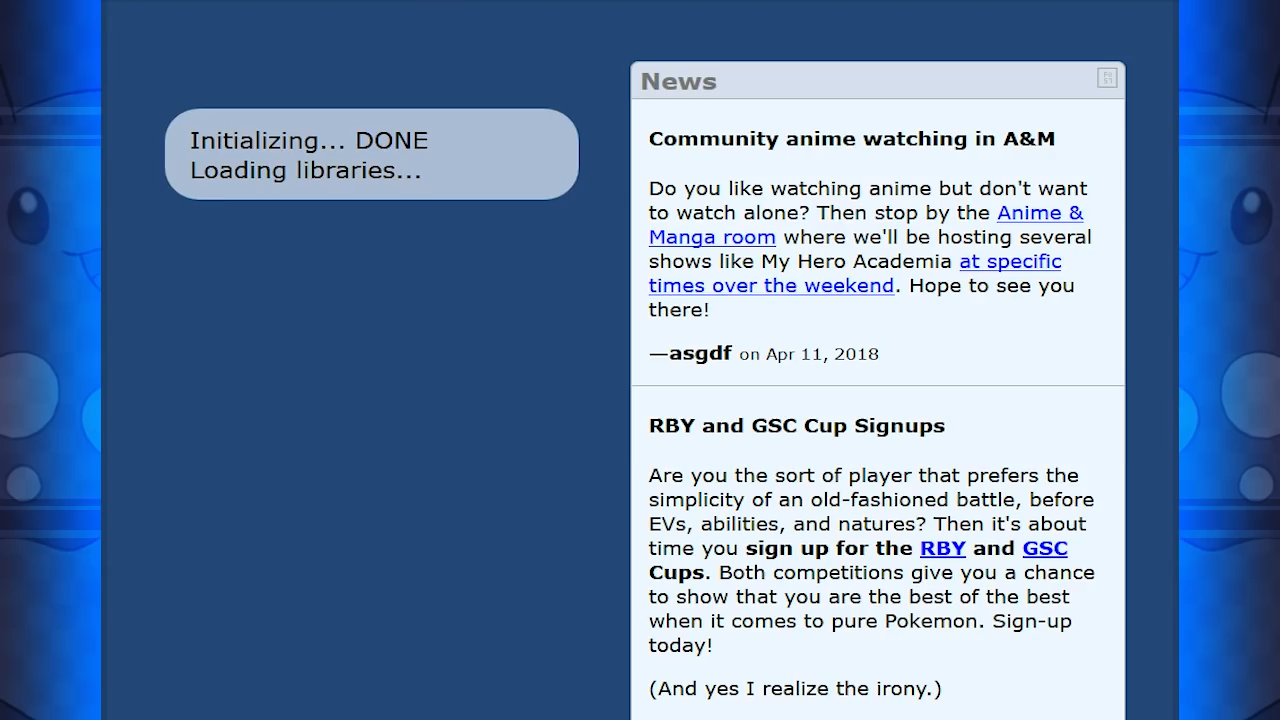 Initializing... DONE
Loading libraries...
News
Community anime watching in A&M
Do you like watching anime but don't want
to watch alone? Then stop by the Anime &
Manga room where we'll be hosting several
shows like My Hero Academia at specific
times over the weekend. Hope to see you
there!
—asgdf on Apr 11, 2018
RBY and GSC Cup Signups
Are you the sort of player that prefers the
simplicity of an old-fashioned battle, before
EVs, abilities, and natures? Then it's about
time you sign up for the RBY and GSC
Cups. Both competitions give you a chance
to show that you are the best of the best
when it comes to pure Pokemon. Sign-up
today!
(And yes I realize the irony.)